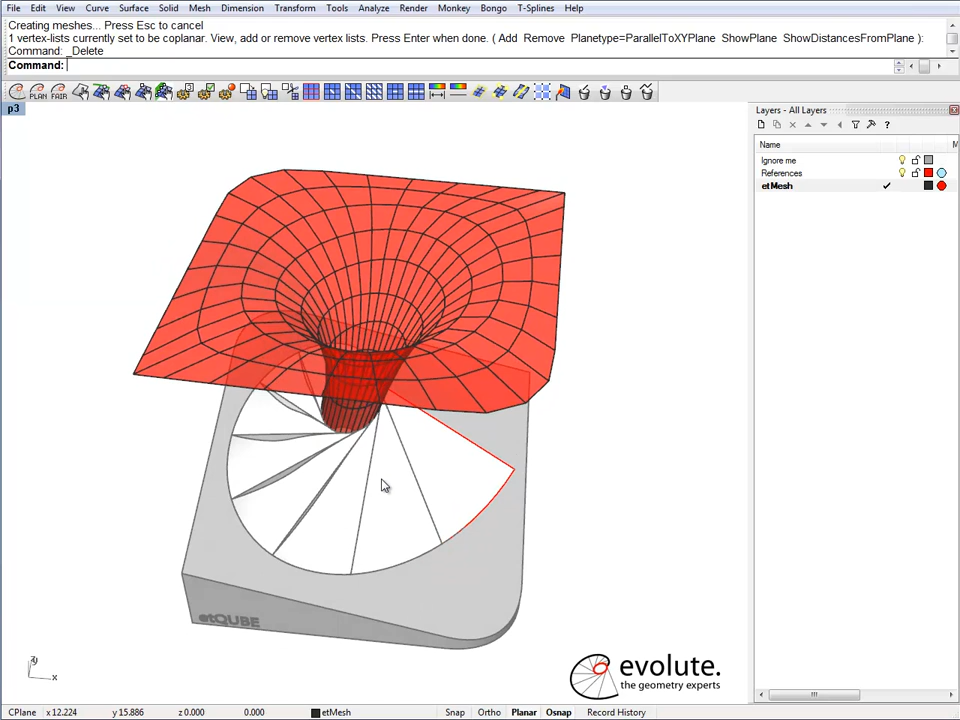 File Edit View Curve Surface Solid Mesh Dimension Transform Tools Analyze Render Monkey Bongo T-Splines Help
Creating meshes... Press Esc to cancel
1 vertex-lists currently set to be coplanar. View, add or remove vertex lists. Press Enter when done. ( Add Remove Planetype=ParallelToXYPlane ShowPlane ShowDistancesFromPlane ):
Command: _Delete
Command:
PLAN FAIR
p3
Layers - All Layers
Name M
Ignore me
References
etMesh
etQUBE
evolute.
the geometry experts
x
CPlane x 12.224 y 15.886 z 0.000 0.000 etMesh Snap Ortho Planar Osnap Record History